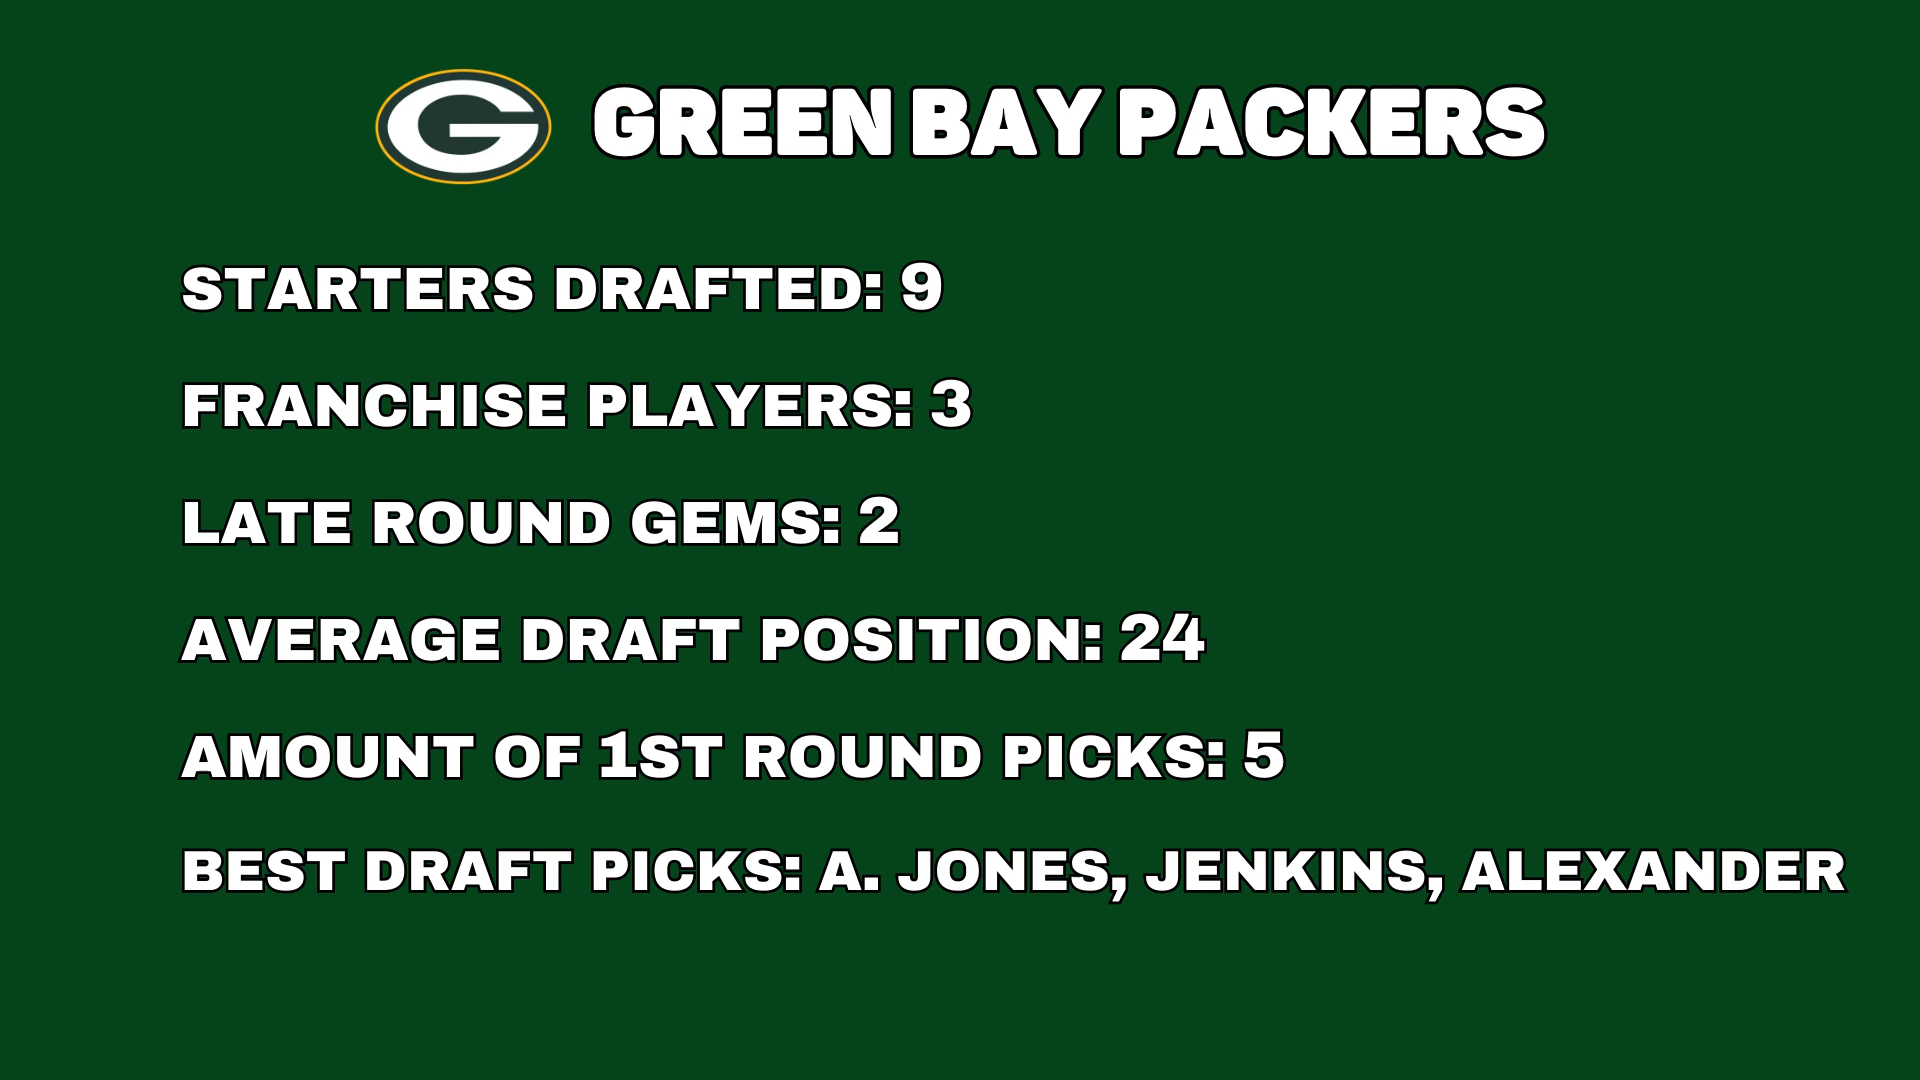 G GREEN BAY PACKERS
STARTERS DRAFTED: 9
FRANCHISE PLAYERS: 3
LATE ROUND GEMS: 2
AVERAGE DRAFT POSITION: 24
AMOUNT OF 1ST ROUND PICKS: 5
BEST DRAFT PICKS: A. JONES, JENKINS, ALEXANDER